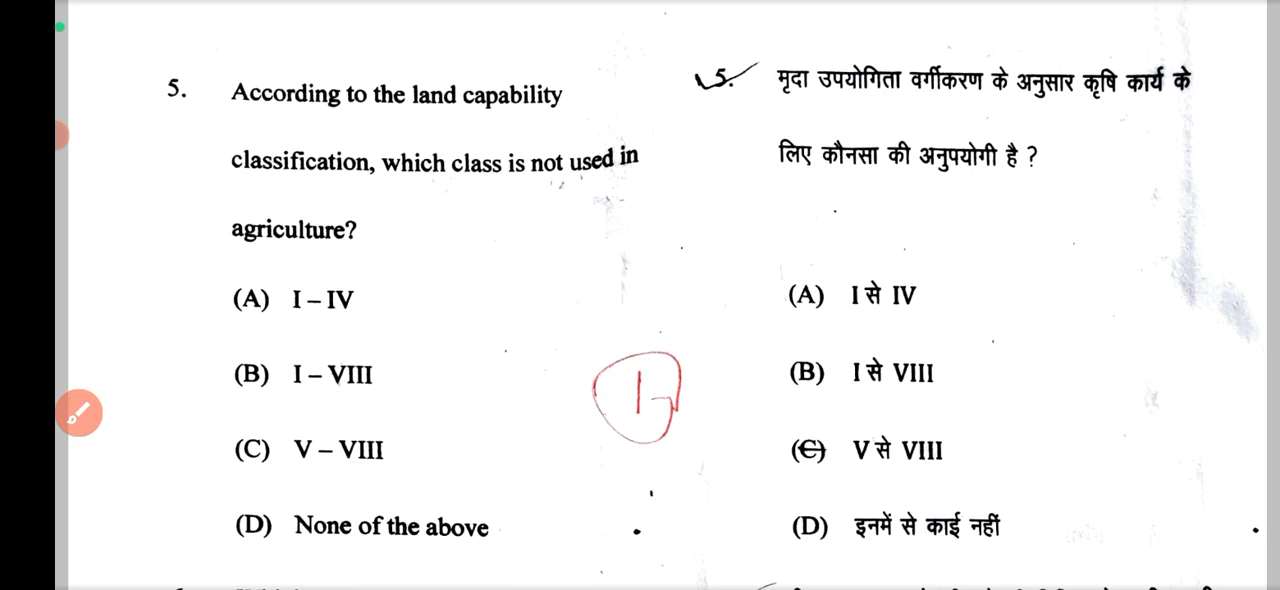 5. According to the land capability
classification, which class is not used in
agriculture?
(A) I – IV
(B) I – VIII
(C) V – VIII
(D) None of the above
5. मृदा उपयोगिता वर्गीकरण के अनुसार कृषि कार्य के
लिए कौनसा की अनुपयोगी है ?
(A) I से IV
(B) I से VIII
(C) V से VIII
(D) इनमें से काई नहीं